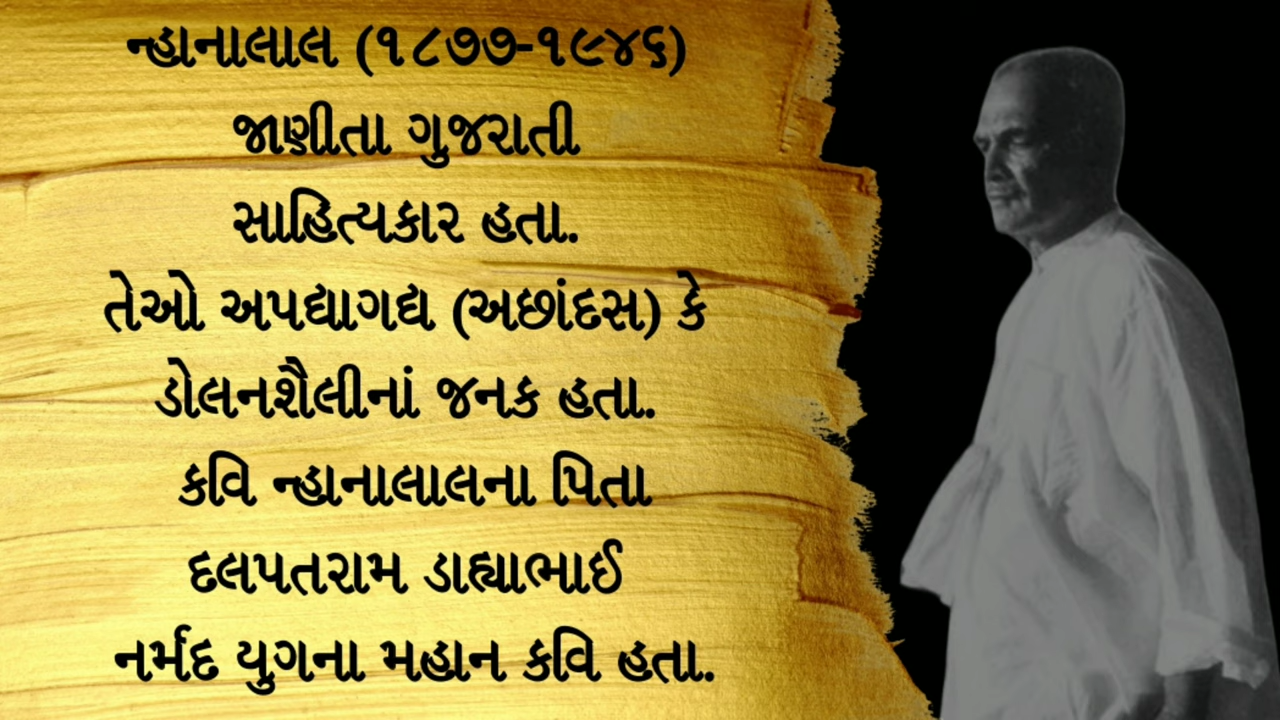 ન્હાનાલાલ (૧૮૭૭-૧૯૪૬)
જાણીતા ગુજરાતી
સાહિત્યકાર હતા.
તેઓ અપદ્યાગદ્ય (અછાંદસ) કે
ડોલનશૈલીનાં જનક હતા.
કવિ ન્હાનાલાલના પિતા
દલપતરામ ડાહ્યાભાઈ
નર્મદ યુગના મહાન કવિ હતા.